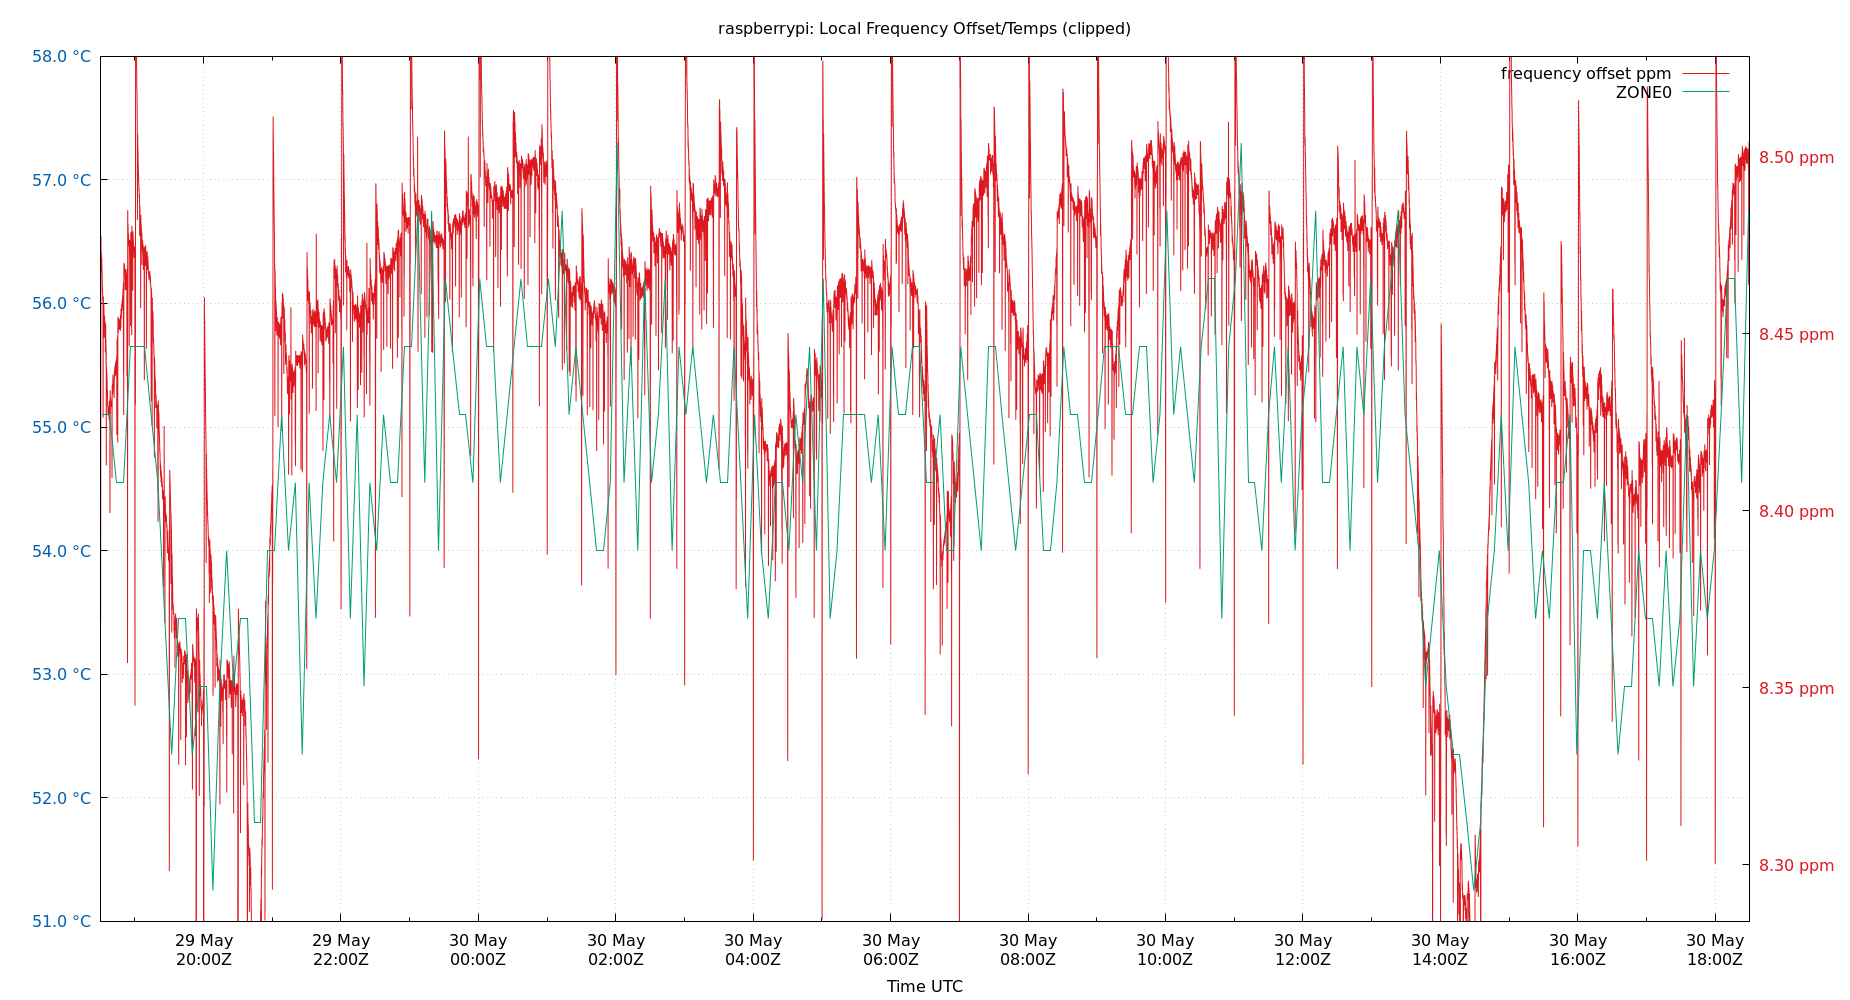 raspberrypi: Local Frequency Offset/Temps (clipped)
frequency offset ppm
ZONE0
58.0 °C
57.0 °C
56.0 °C
55.0 °C
54.0 °C
53.0 °C
52.0 °C
51.0 °C
8.50 ppm
8.45 ppm
8.40 ppm
8.35 ppm
8.30 ppm
29 May 29 May 30 May 30 May 30 May 30 May 30 May 30 May 30 May 30 May 30 May 30 May
20:00Z 22:00Z 00:00Z 02:00Z 04:00Z 06:00Z 08:00Z 10:00Z 12:00Z 14:00Z 16:00Z 18:00Z
Time UTC